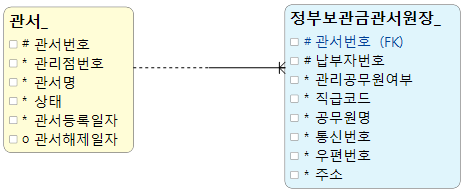 관서_
# 관서번호
* 관리점번호
* 관서명
* 상태
* 관서등록일자
o 관서해제일자
정부보관금관서원장_
# 관서번호 (FK)
# 납부자번호
* 관리공무원여부
* 직급코드
* 공무원명
* 통신번호
* 우편번호
* 주소